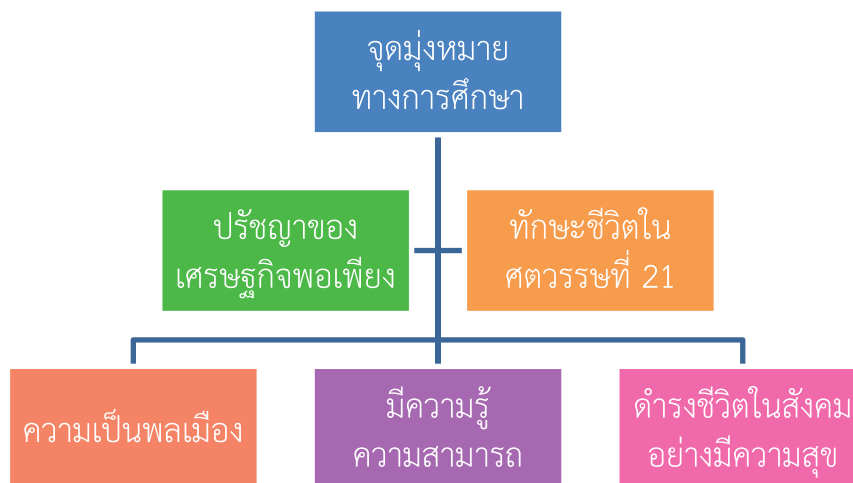 จุดมุ่งหมาย
ทางการศึกษา
ปรัชญาของ
เศรษฐกิจพอเพียง
ทักษะชีวิตใน
ศตวรรษที่ 21
ความเป็นพลเมือง
มีความรู้
ความสามารถ
ดำรงชีวิตในสังคม
อย่างมีความสุข